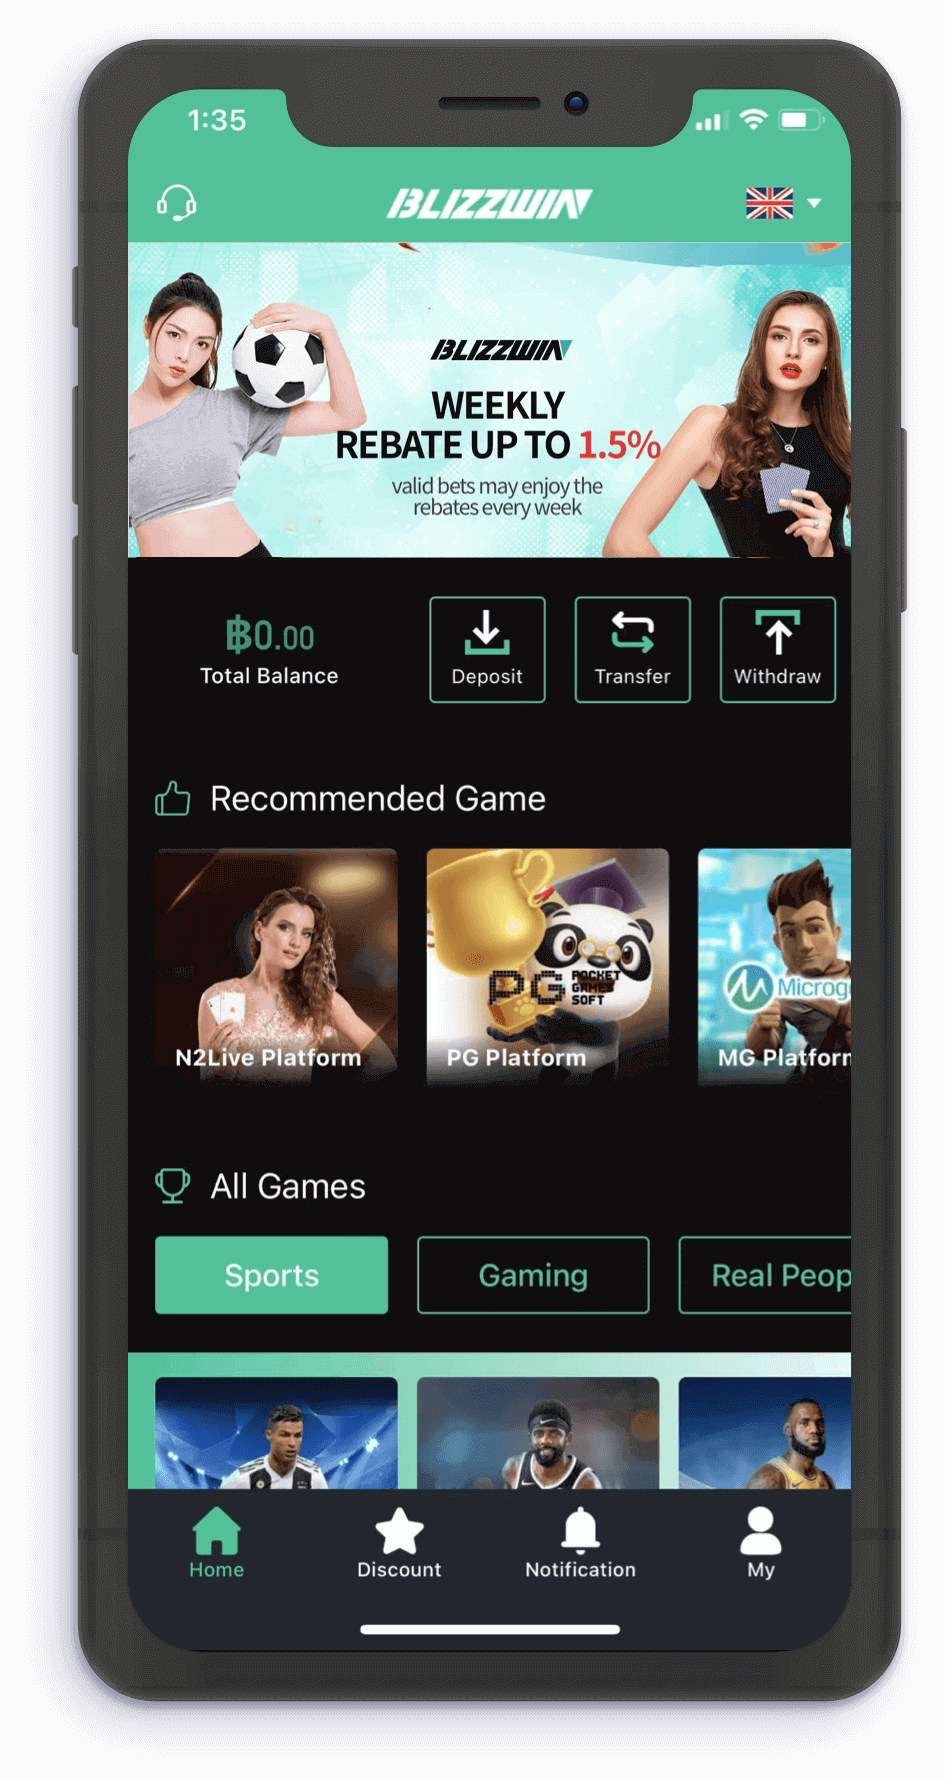 1:35
BLIZZWIN
BLIZZWIN
WEEKLY
REBATE UP TO 1.5%
valid bets may enjoy the
rebates every week
฿0.00
Total Balance
Deposit
Transfer
Withdraw
Recommended Game
PG POCKET
GAMES
SOFT
Microg
N2Live Platform
PG Platform
MG Platform
All Games
Sports
Gaming
Real Peop
Home
Discount
Notification
My